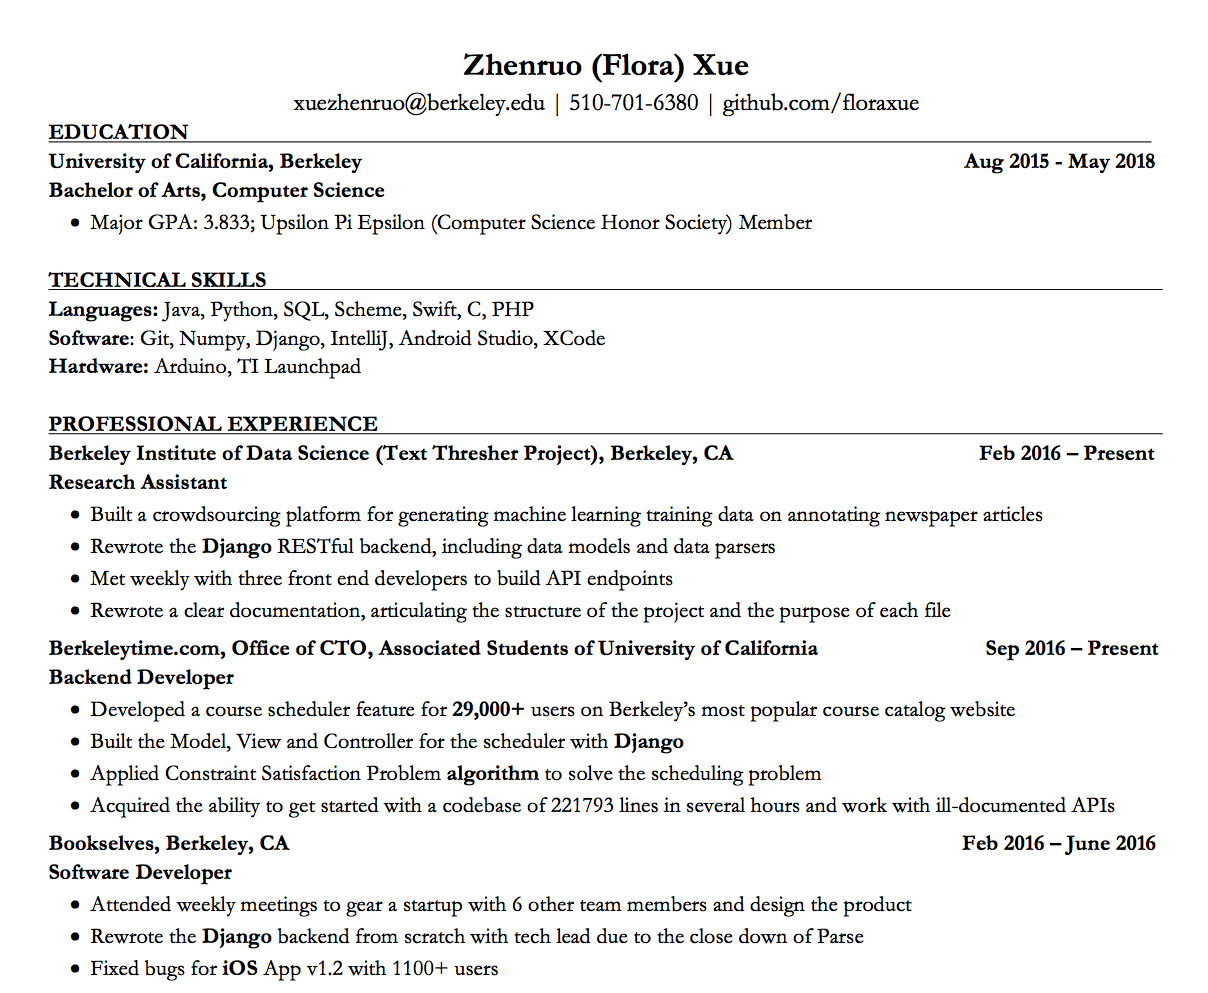 Zhenruo (Flora) Xue
xuezhenruo@berkeley.edu | 510-701-6380 | github.com/floraxue
EDUCATION
University of California, Berkeley Aug 2015 - May 2018
Bachelor of Arts, Computer Science
• Major GPA: 3.833; Upsilon Pi Epsilon (Computer Science Honor Society) Member
TECHNICAL SKILLS
Languages: Java, Python, SQL, Scheme, Swift, C, PHP
Software: Git, Numpy, Django, IntelliJ, Android Studio, XCode
Hardware: Arduino, TI Launchpad
PROFESSIONAL EXPERIENCE
Berkeley Institute of Data Science (Text Thresher Project), Berkeley, CA Feb 2016 – Present
Research Assistant
• Built a crowdsourcing platform for generating machine learning training data on annotating newspaper articles
• Rewrote the Django RESTful backend, including data models and data parsers
• Met weekly with three front end developers to build API endpoints
• Rewrote a clear documentation, articulating the structure of the project and the purpose of each file
Berkeleytime.com, Office of CTO, Associated Students of University of California Sep 2016 – Present
Backend Developer
• Developed a course scheduler feature for 29,000+ users on Berkeley’s most popular course catalog website
• Built the Model, View and Controller for the scheduler with Django
• Applied Constraint Satisfaction Problem algorithm to solve the scheduling problem
• Acquired the ability to get started with a codebase of 221793 lines in several hours and work with ill-documented APIs
Bookselves, Berkeley, CA Feb 2016 – June 2016
Software Developer
• Attended weekly meetings to gear a startup with 6 other team members and design the product
• Rewrote the Django backend from scratch with tech lead due to the close down of Parse
• Fixed bugs for iOS App v1.2 with 1100+ users